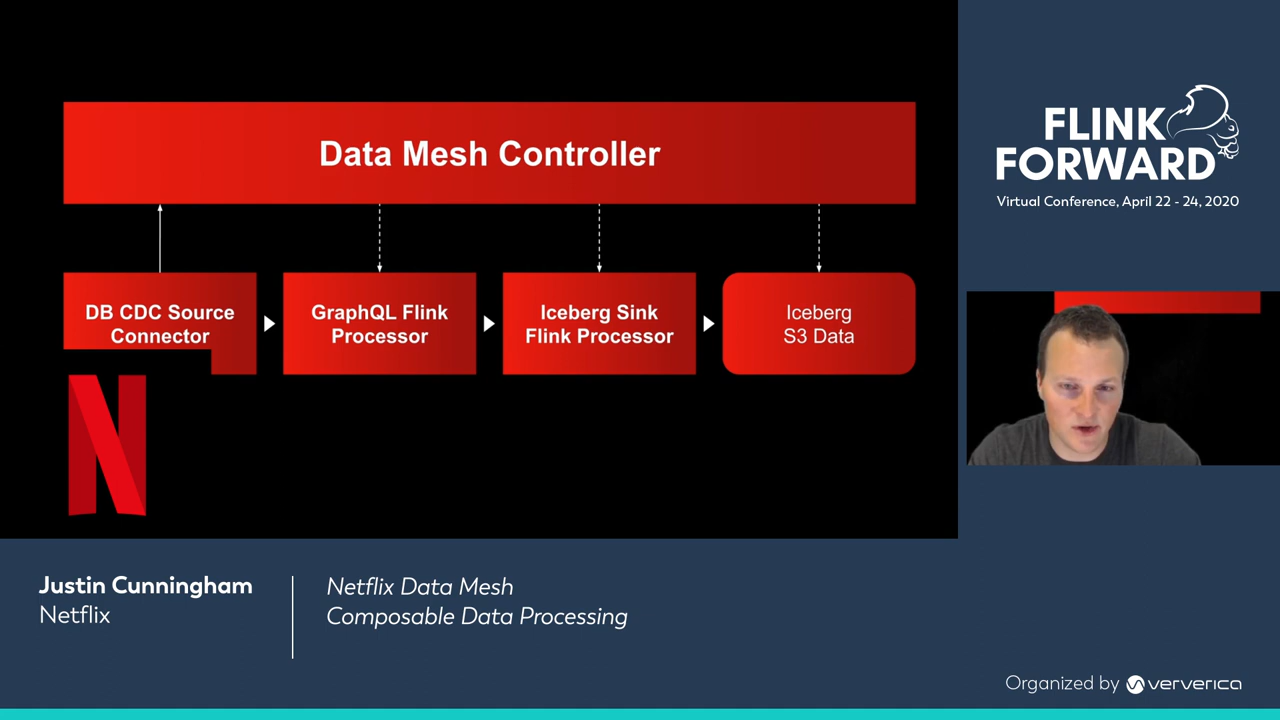 Data Mesh Controller
DB CDC Source
Connector
GraphQL Flink
Processor
Iceberg Sink
Flink Processor
Iceberg
S3 Data
N
FLINK
FORWARD
Virtual Conference, April 22 - 24, 2020
Justin Cunningham
Netflix
Netflix Data Mesh
Composable Data Processing
Organized by ververica